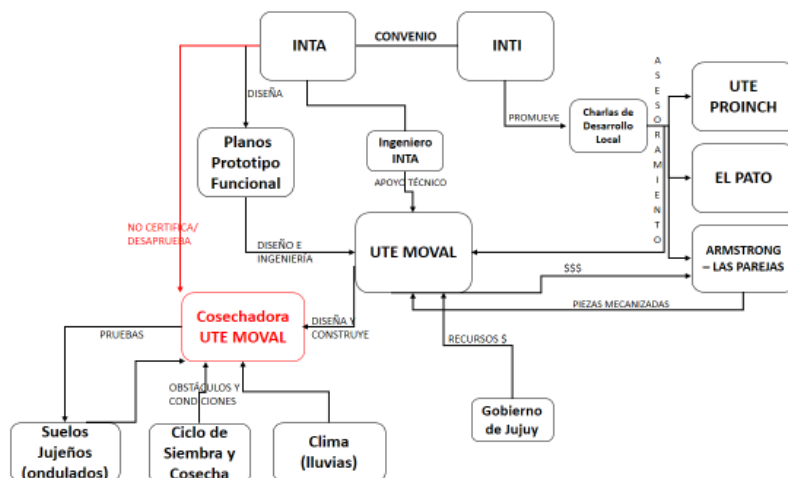 INTA
CONVENIO
INTI
DISEÑA
PROMUEVE
Charlas de
Desarrollo
Local
ASESORAMIENTO
UTE
PROINCH
Planos
Prototipo
Funcional
Ingeniero
INTA
APOYO TÉCNICO
EL PATO
NO CERTIFICA/
DESAPRUEBA
DISEÑO E
INGENIERÍA
UTE MOVAL
ARMSTRONG
– LAS PAREJAS
$$$
PIEZAS MECANIZADAS
Cosechadora
UTE MOVAL
DISEÑA Y
CONSTRUYE
PRUEBAS
RECURSOS $
OBSTÁCULOS Y
CONDICIONES
Gobierno
de Jujuy
Suelos
Jujeños
(ondulados)
Ciclo de
Siembra y
Cosecha
Clima
(lluvias)